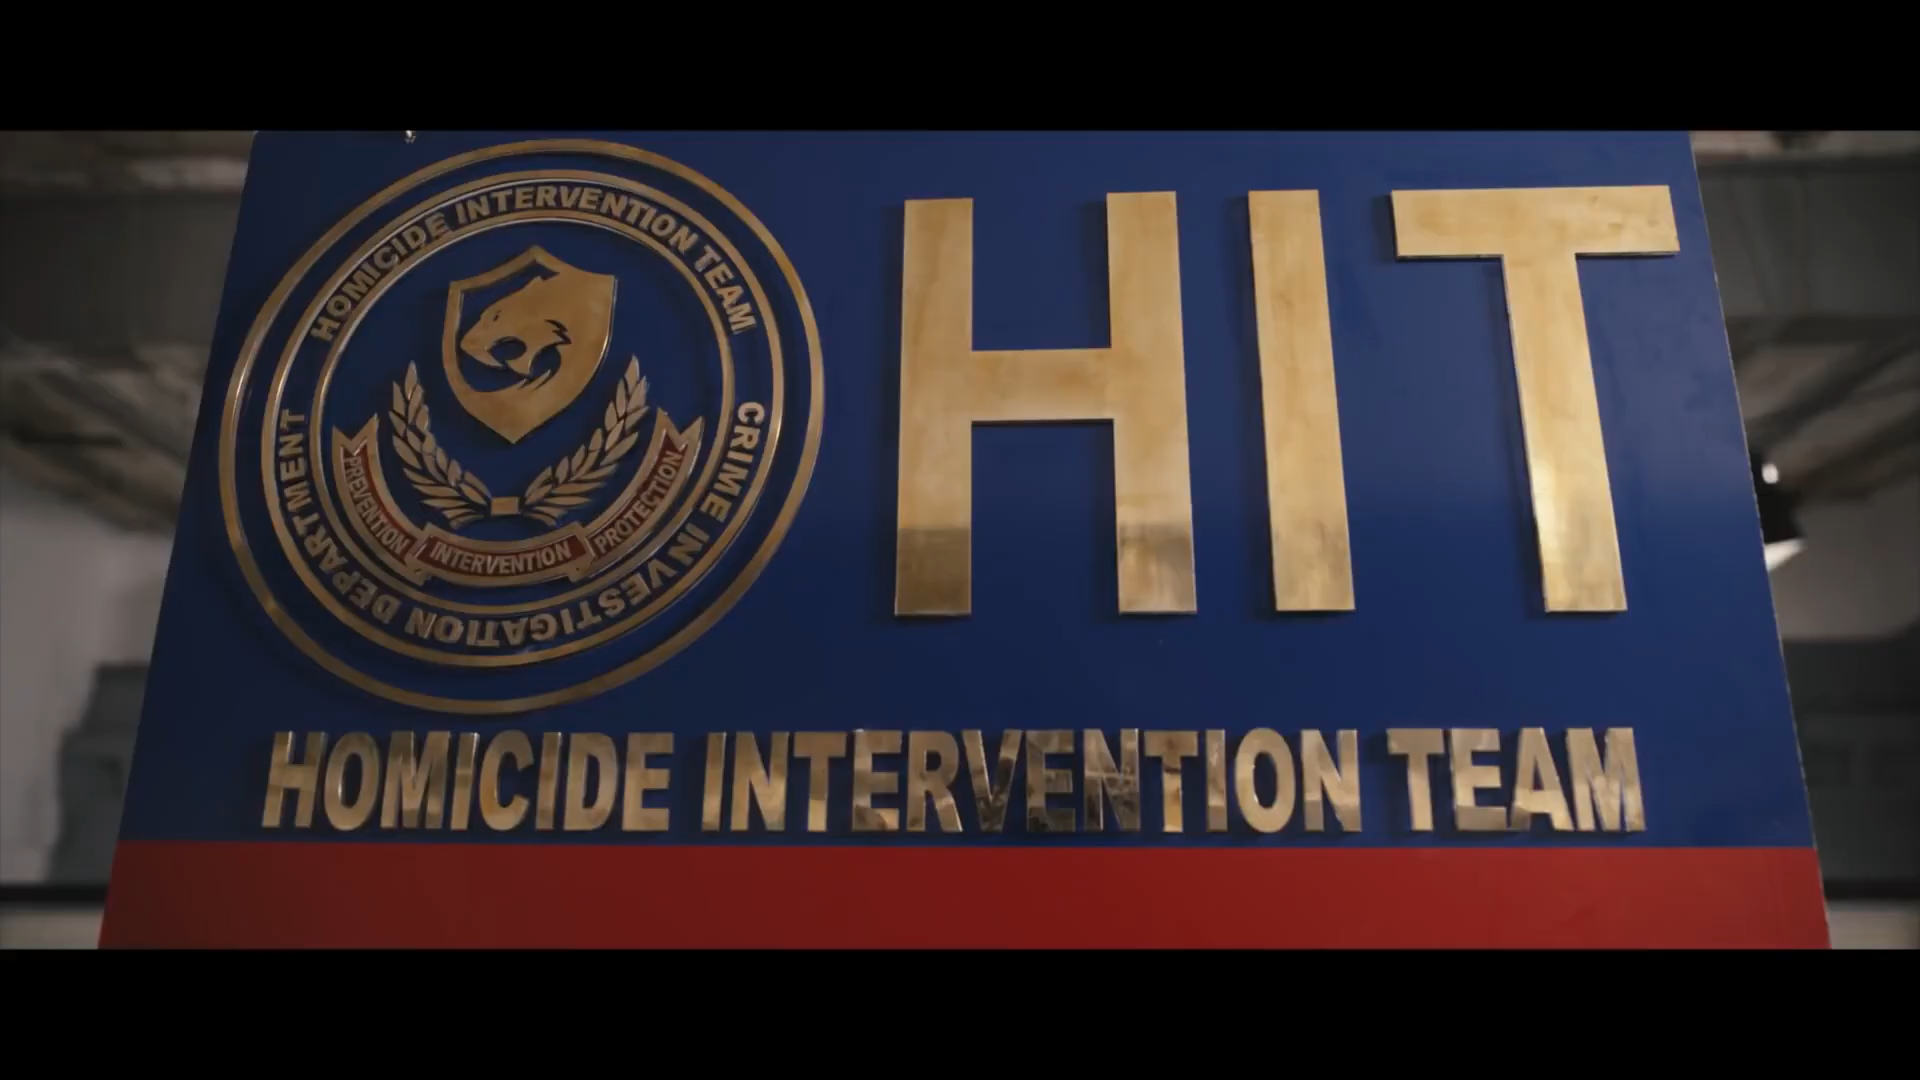 HOMICIDE INTERVENTION TEAM
CRIME INVESTIGATION DEPARTMENT
PREVENTION
INTERVENTION
PROTECTION
HIT
HOMICIDE INTERVENTION TEAM